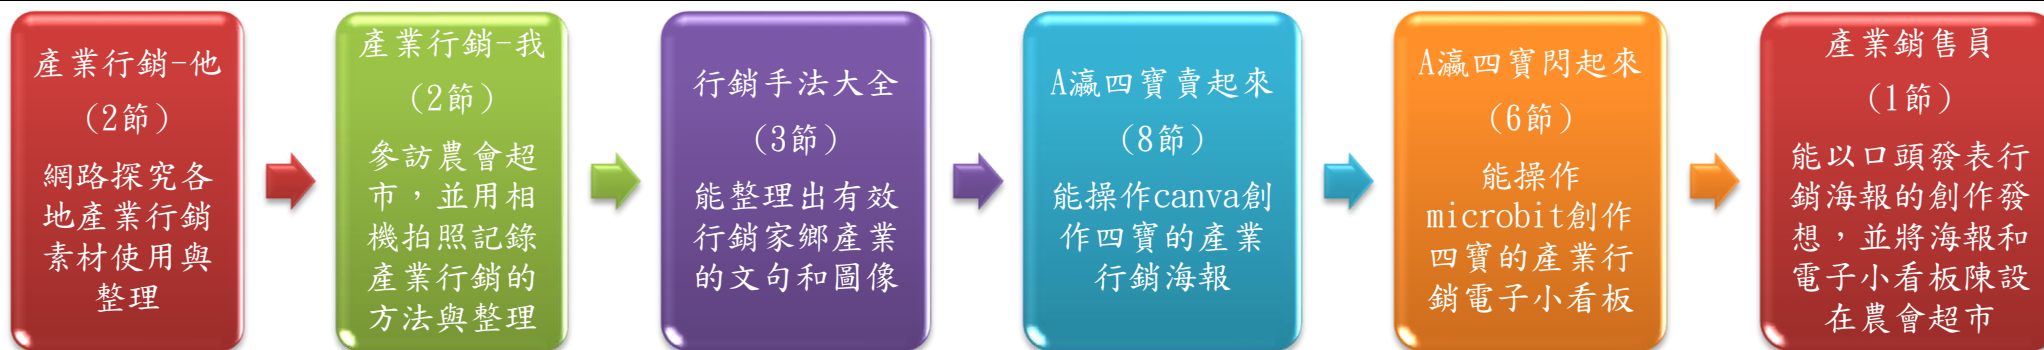 產業行銷-他
(2節)
網路探究各
地產業行銷
素材使用與
整理
產業行銷-我
(2節)
參訪農會超
市，並用相
機拍照記錄
產業行銷的
方法與整理
行銷手法大全
(3節)
能整理出有效
行銷家鄉產業
的文句和圖像
A瀛四寶賣起來
(8節)
能操作canva創
作四寶的產業
行銷海報
A瀛四寶閃起來
(6節)
能操作
microbit創作
四寶的產業行
銷電子小看板
產業銷售員
(1節)
能以口頭發表行
銷海報的創作發
想，並將海報和
電子小看板陳設
在農會超市